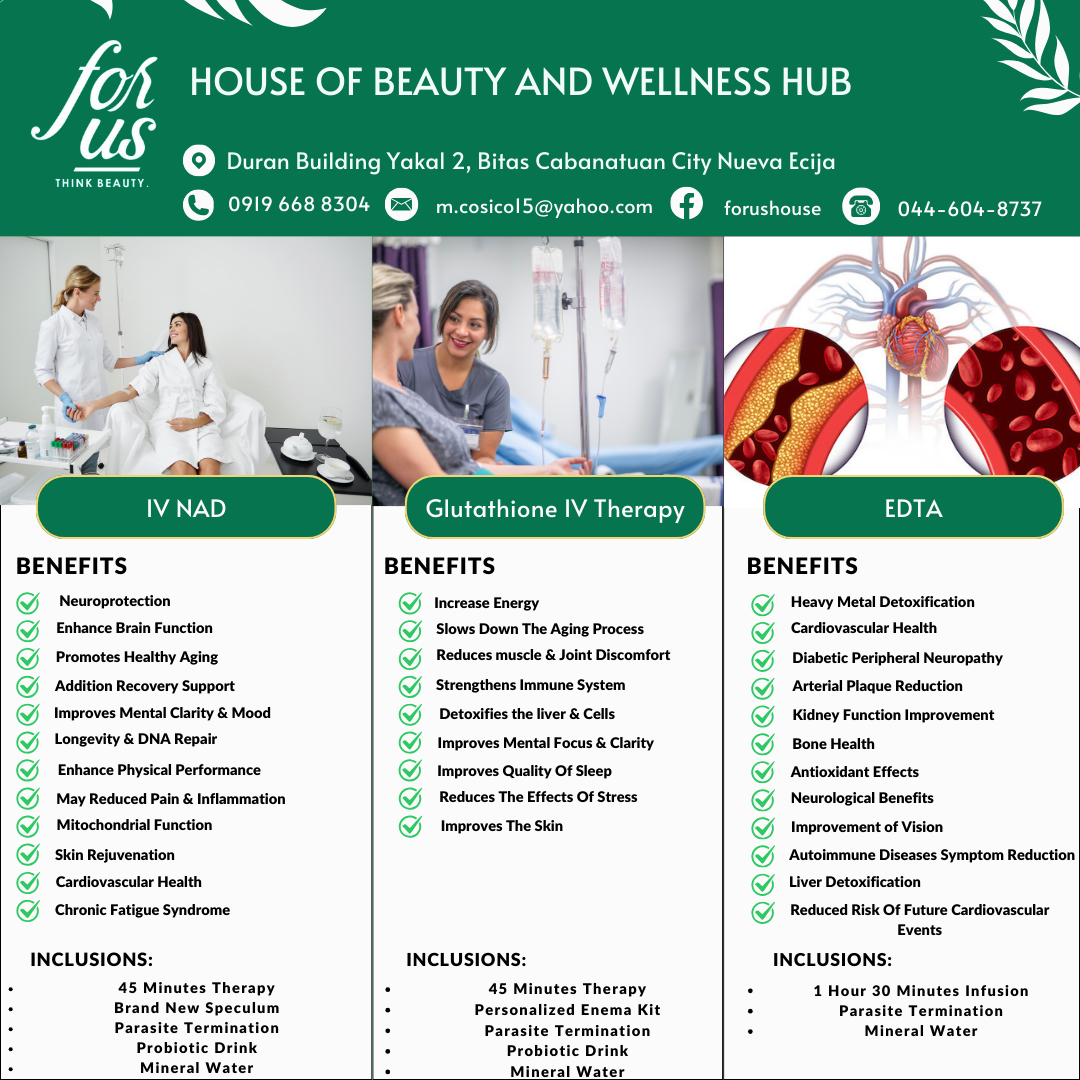 for
us
THINK BEAUTY.
HOUSE OF BEAUTY AND WELLNESS HUB
Duran Building Yakal 2, Bitas Cabanatuan City Nueva Ecija
0919 668 8304
m.cosico15@yahoo.com
forushouse
044-604-8737
IV NAD
BENEFITS
Neuroprotection
Enhance Brain Function
Promotes Healthy Aging
Addition Recovery Support
Improves Mental Clarity & Mood
Longevity & DNA Repair
Enhance Physical Performance
May Reduced Pain & Inflammation
Mitochondrial Function
Skin Rejuvenation
Cardiovascular Health
Chronic Fatigue Syndrome
INCLUSIONS:
• 45 Minutes Therapy
• Brand New Speculum
• Parasite Termination
• Probiotic Drink
• Mineral Water
Glutathione IV Therapy
BENEFITS
Increase Energy
Slows Down The Aging Process
Reduces muscle & Joint Discomfort
Strengthens Immune System
Detoxifies the liver & Cells
Improves Mental Focus & Clarity
Improves Quality Of Sleep
Reduces The Effects Of Stress
Improves The Skin
INCLUSIONS:
• 45 Minutes Therapy
• Personalized Enema Kit
• Parasite Termination
• Probiotic Drink
• Mineral Water
EDTA
BENEFITS
Heavy Metal Detoxification
Cardiovascular Health
Diabetic Peripheral Neuropathy
Arterial Plaque Reduction
Kidney Function Improvement
Bone Health
Antioxidant Effects
Neurological Benefits
Improvement of Vision
Autoimmune Diseases Symptom Reduction
Liver Detoxification
Reduced Risk Of Future Cardiovascular
Events
INCLUSIONS:
• 1 Hour 30 Minutes Infusion
• Parasite Termination
• Mineral Water